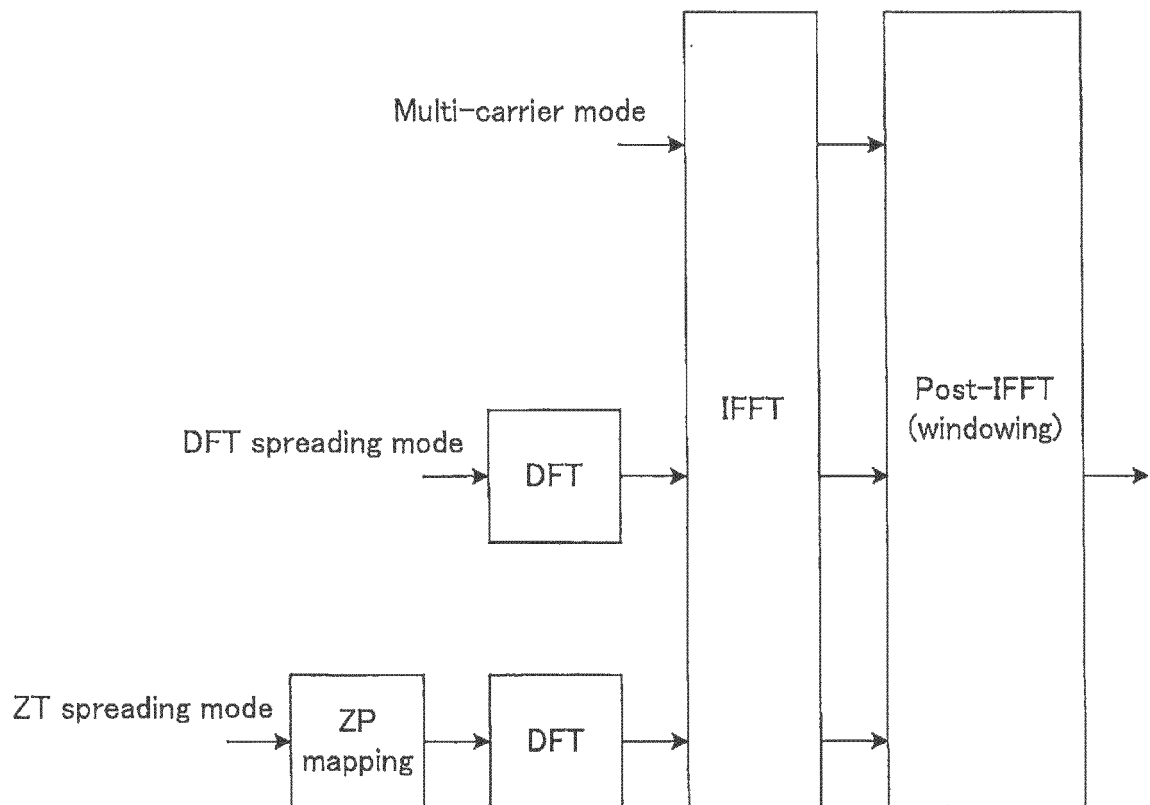 Multi-carrier mode
IFFT
Post-IFFT
(windowing)
DFT spreading mode
DFT
ZT spreading mode
ZP
mapping
DFT